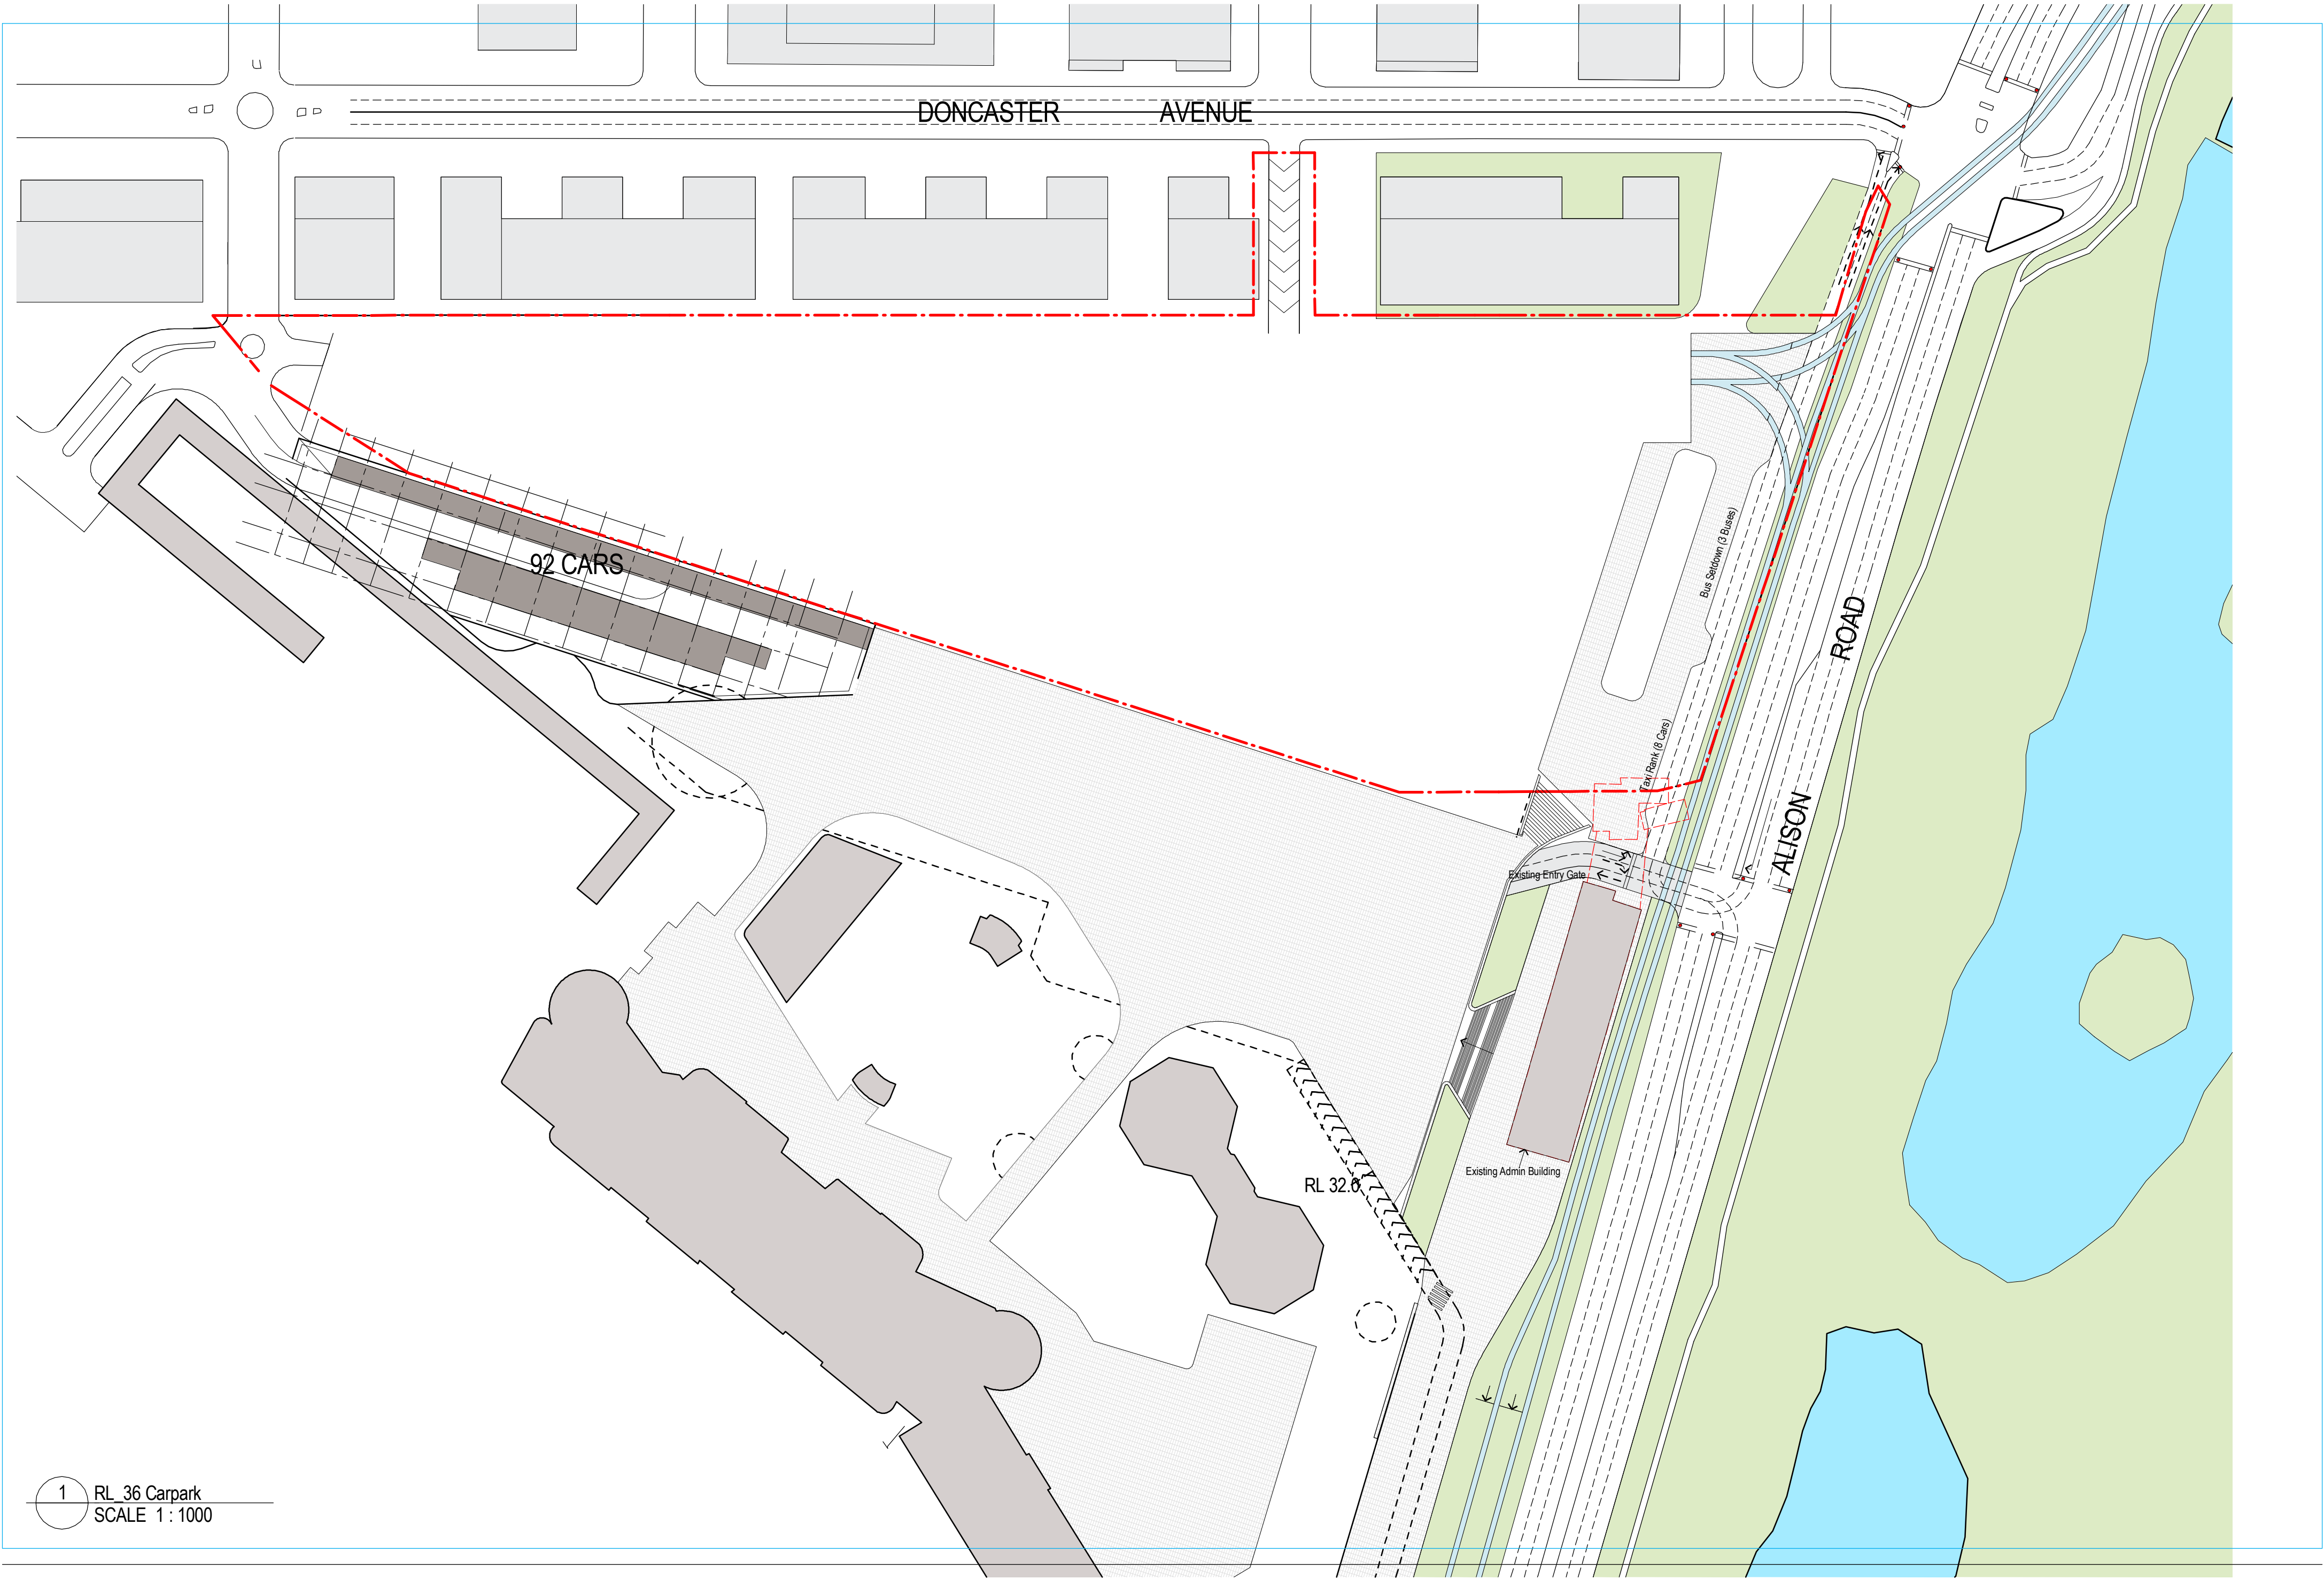 DONCASTER AVENUE
Bus Setdown (3 Buses)
92 CARS
ROAD
Taxi Rank (8 Cars)
ALISON
Existing Entry Gate
Existing Admin Building
RL 32.0
1
RL_36 Carpark
SCALE 1 : 1000